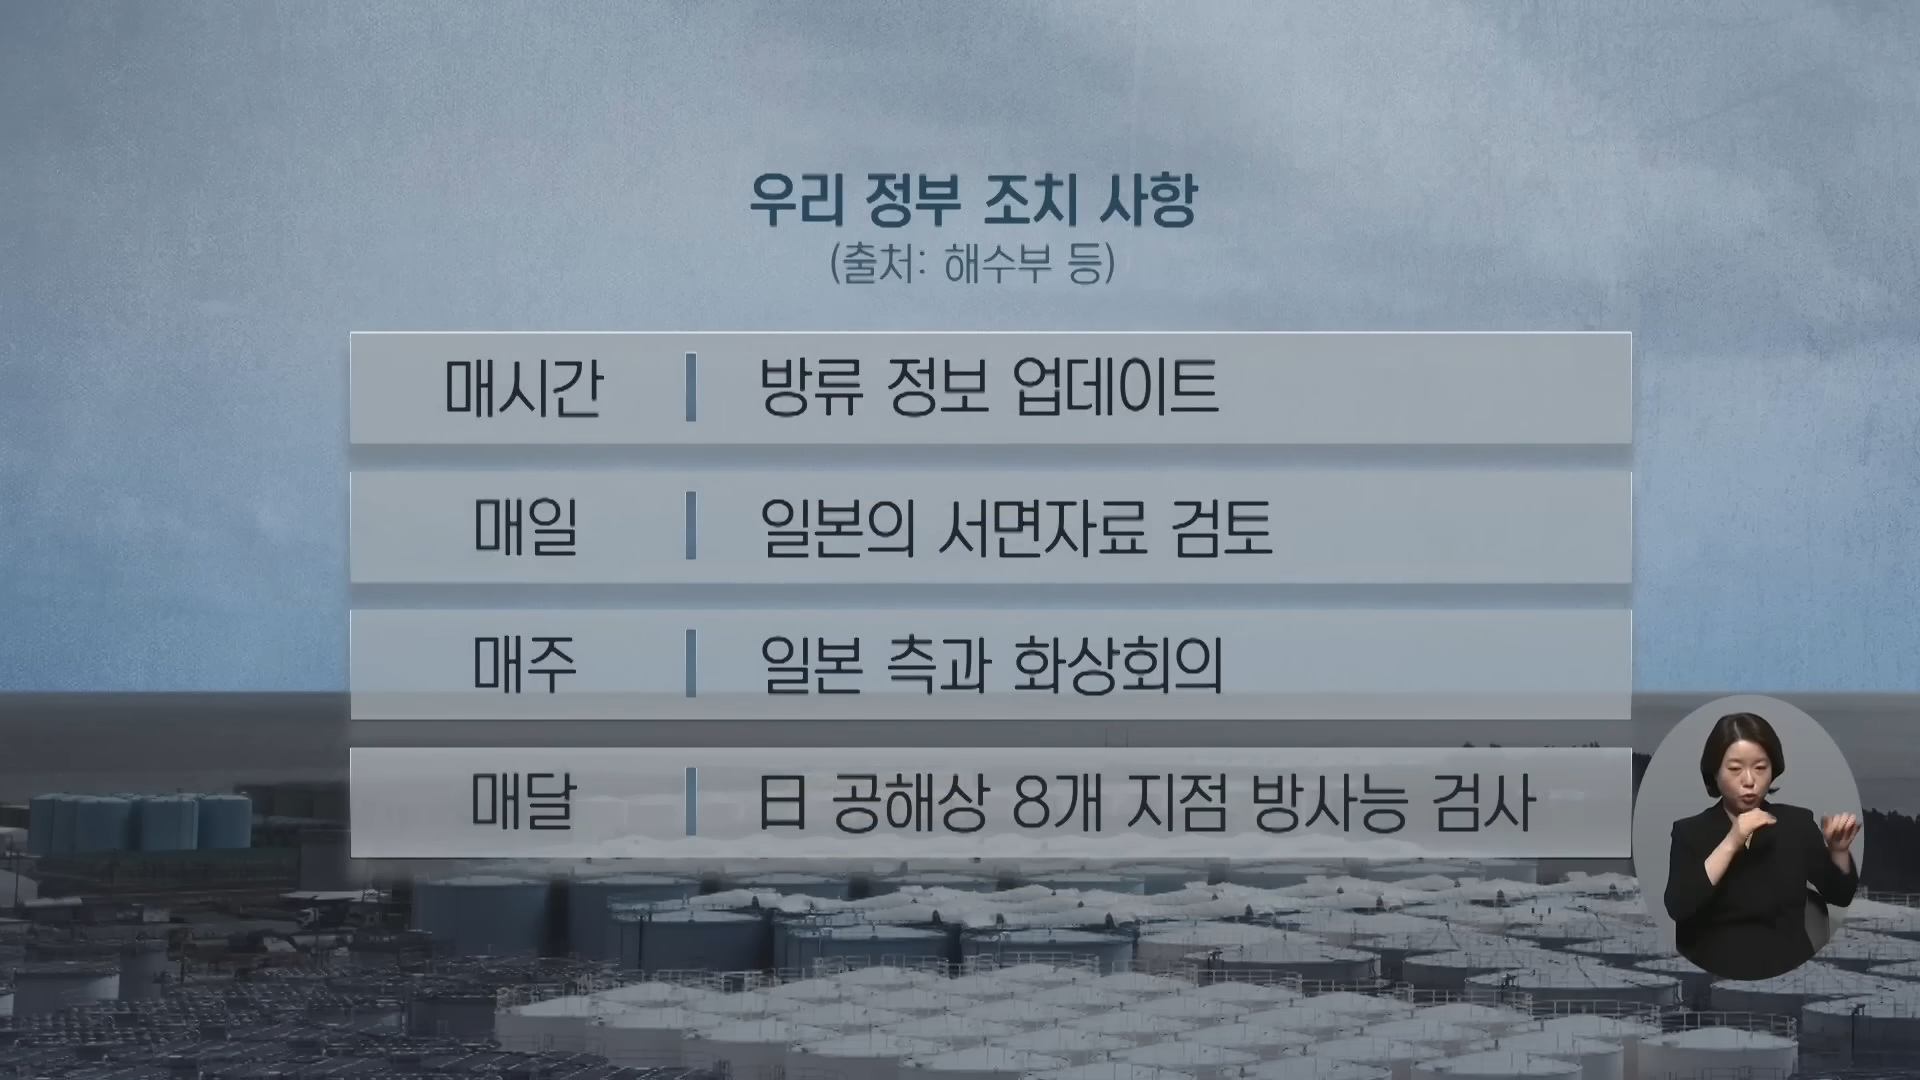 우리 정부 조치 사항
(출처: 해수부 등)
매시간 방류 정보 업데이트
매일 일본의 서면자료 검토
매주 일본 측과 화상회의
매달 日 공해상 8개 지점 방사능 검사